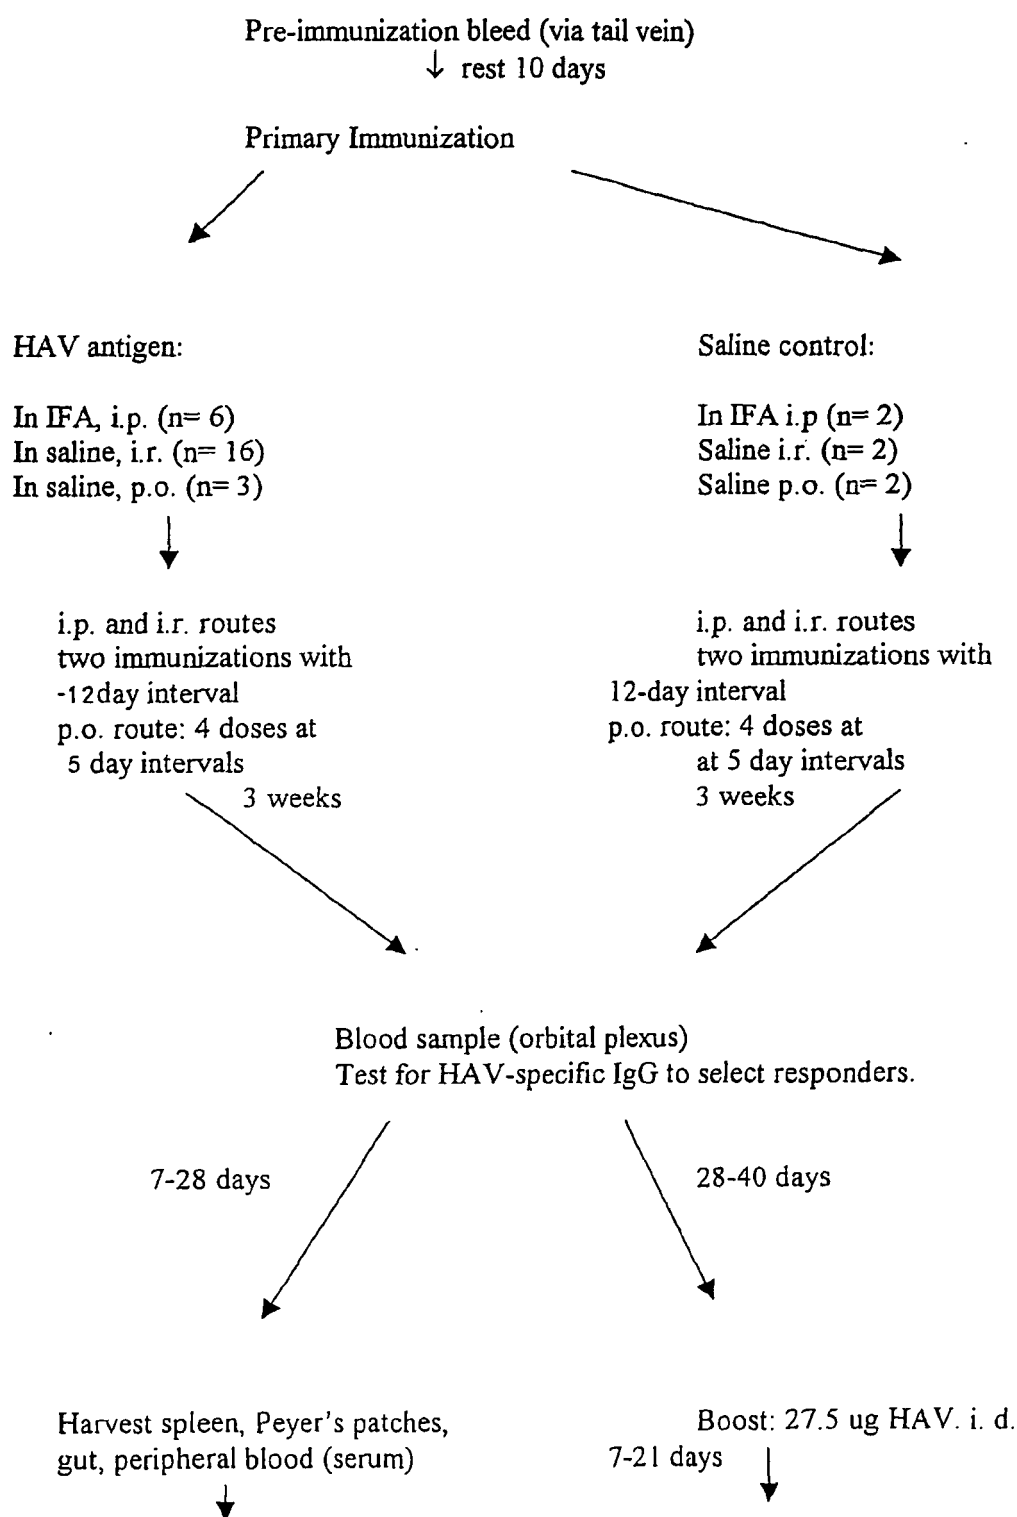 Pre-immunization bleed (via tail vein)
↓ rest 10 days
Primary Immunization
HAV antigen:
In IFA, i.p. (n= 6)
In saline, i.r. (n= 16)
In saline, p.o. (n= 3)
Saline control:
In IFA i.p (n= 2)
Saline i.r. (n= 2)
Saline p.o. (n= 2)
i.p. and i.r. routes
two immunizations with
-12day interval
p.o. route: 4 doses at
5 day intervals
3 weeks
i.p. and i.r. routes
two immunizations with
12-day interval
p.o. route: 4 doses at
at 5 day intervals
3 weeks
Blood sample (orbital plexus)
Test for HAV-specific IgG to select responders.
7-28 days
28-40 days
Harvest spleen, Peyer's patches,
gut, peripheral blood (serum)
Boost: 27.5 ug HAV. i. d.
7-21 days